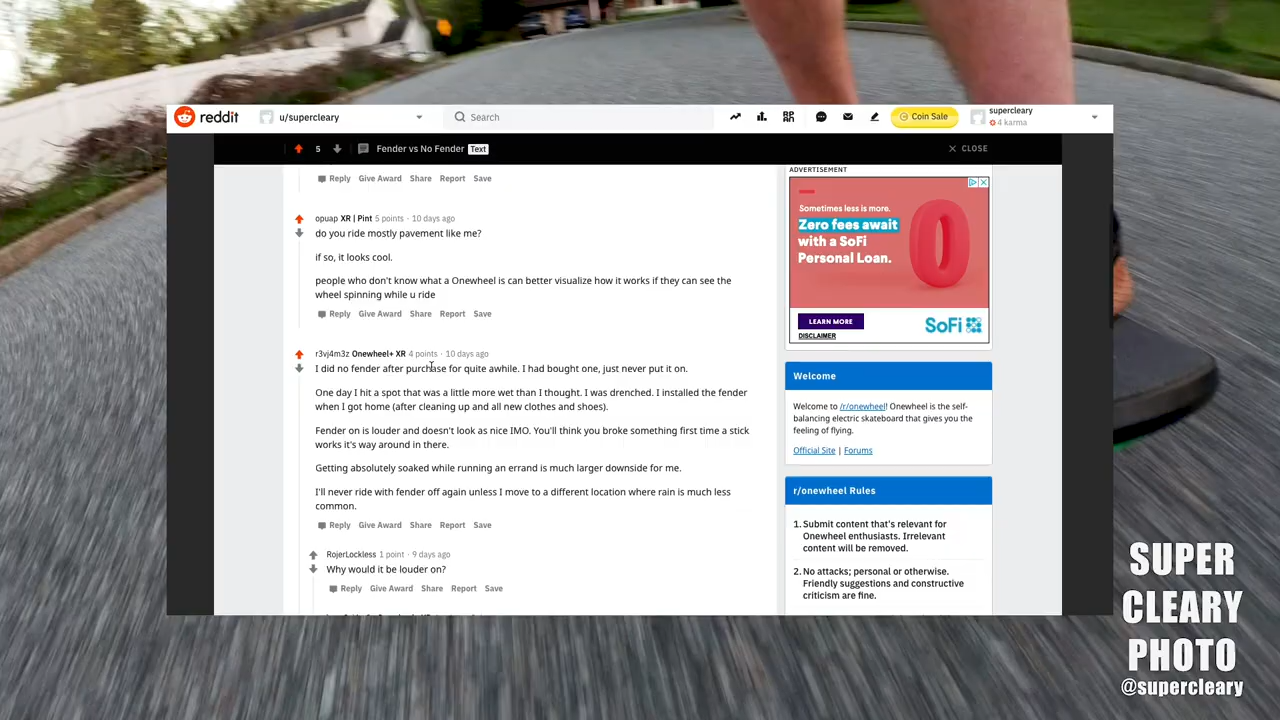 reddit
u/supercleary
Search
Coin Sale
supercleary
4 karma
5
Fender vs No Fender Text
CLOSE
Reply Give Award Share Report Save
opuap XR | Pint 5 points · 10 days ago
do you ride mostly pavement like me?
if so, it looks cool.
people who don't know what a Onewheel is can better visualize how it works if they can see the
wheel spinning while u ride
Reply Give Award Share Report Save
r3vj4m3z Onewheel+ XR 4 points · 10 days ago
I did no fender after purchase for quite awhile. I had bought one, just never put it on.
One day I hit a spot that was a little more wet than I thought. I was drenched. I installed the fender
when I got home (after cleaning up and all new clothes and shoes).
Fender on is louder and doesn't look as nice IMO. You'll think you broke something first time a stick
works it's way around in there.
Getting absolutely soaked while running an errand is much larger downside for me.
I'll never ride with fender off again unless I move to a different location where rain is much less
common.
Reply Give Award Share Report Save
RojerLockless 1 point · 9 days ago
Why would it be louder on?
Reply Give Award Share Report Save
ADVERTISEMENT
Sometimes less is more.
Zero fees await
with a SoFi
Personal Loan.
LEARN MORE
DISCLAIMER
SoFi
Welcome
Welcome to /r/onewheel! Onewheel is the self-
balancing electric skateboard that gives you the
feeling of flying.
Official Site | Forums
r/onewheel Rules
1. Submit content that's relevant for
Onewheel enthusiasts. Irrelevant
content will be removed.
2. No attacks; personal or otherwise.
Friendly suggestions and constructive
criticism are fine.
SUPER
CLEARY
PHOTO
@supercleary